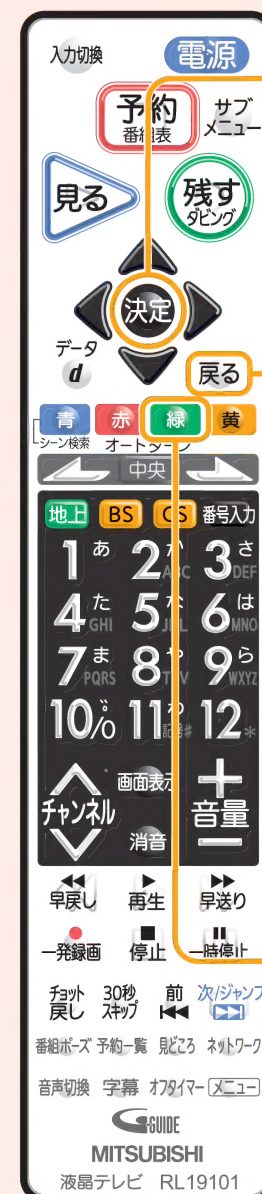 入力切換 電源
予約 サブ
番組表 メニュー
見る 残す
ダビング
決定
データ
d 戻る
青 赤 緑 黄
シーン検索 オートターン
中央
地上 BS CS 番号入力
1 あ 2 か ABC 3 さ DEF
4 た GHI 5 な JKL 6 は MNO
7 ま PQRS 8 や TUV 9 ら WXYZ
10/0 11 わ 記号# 12 *
画面表示
チャンネル 音量
消音
早戻し 再生 早送り
一発録画 停止 一時停止
チョット 30秒 前 次/ジャンプ
戻し スキップ
番組ポーズ 予約一覧 見どころ ネットワーク
音声切換 字幕 オフタイマー メニュー
G-GUIDE
MITSUBISHI
液晶テレビ RL19101